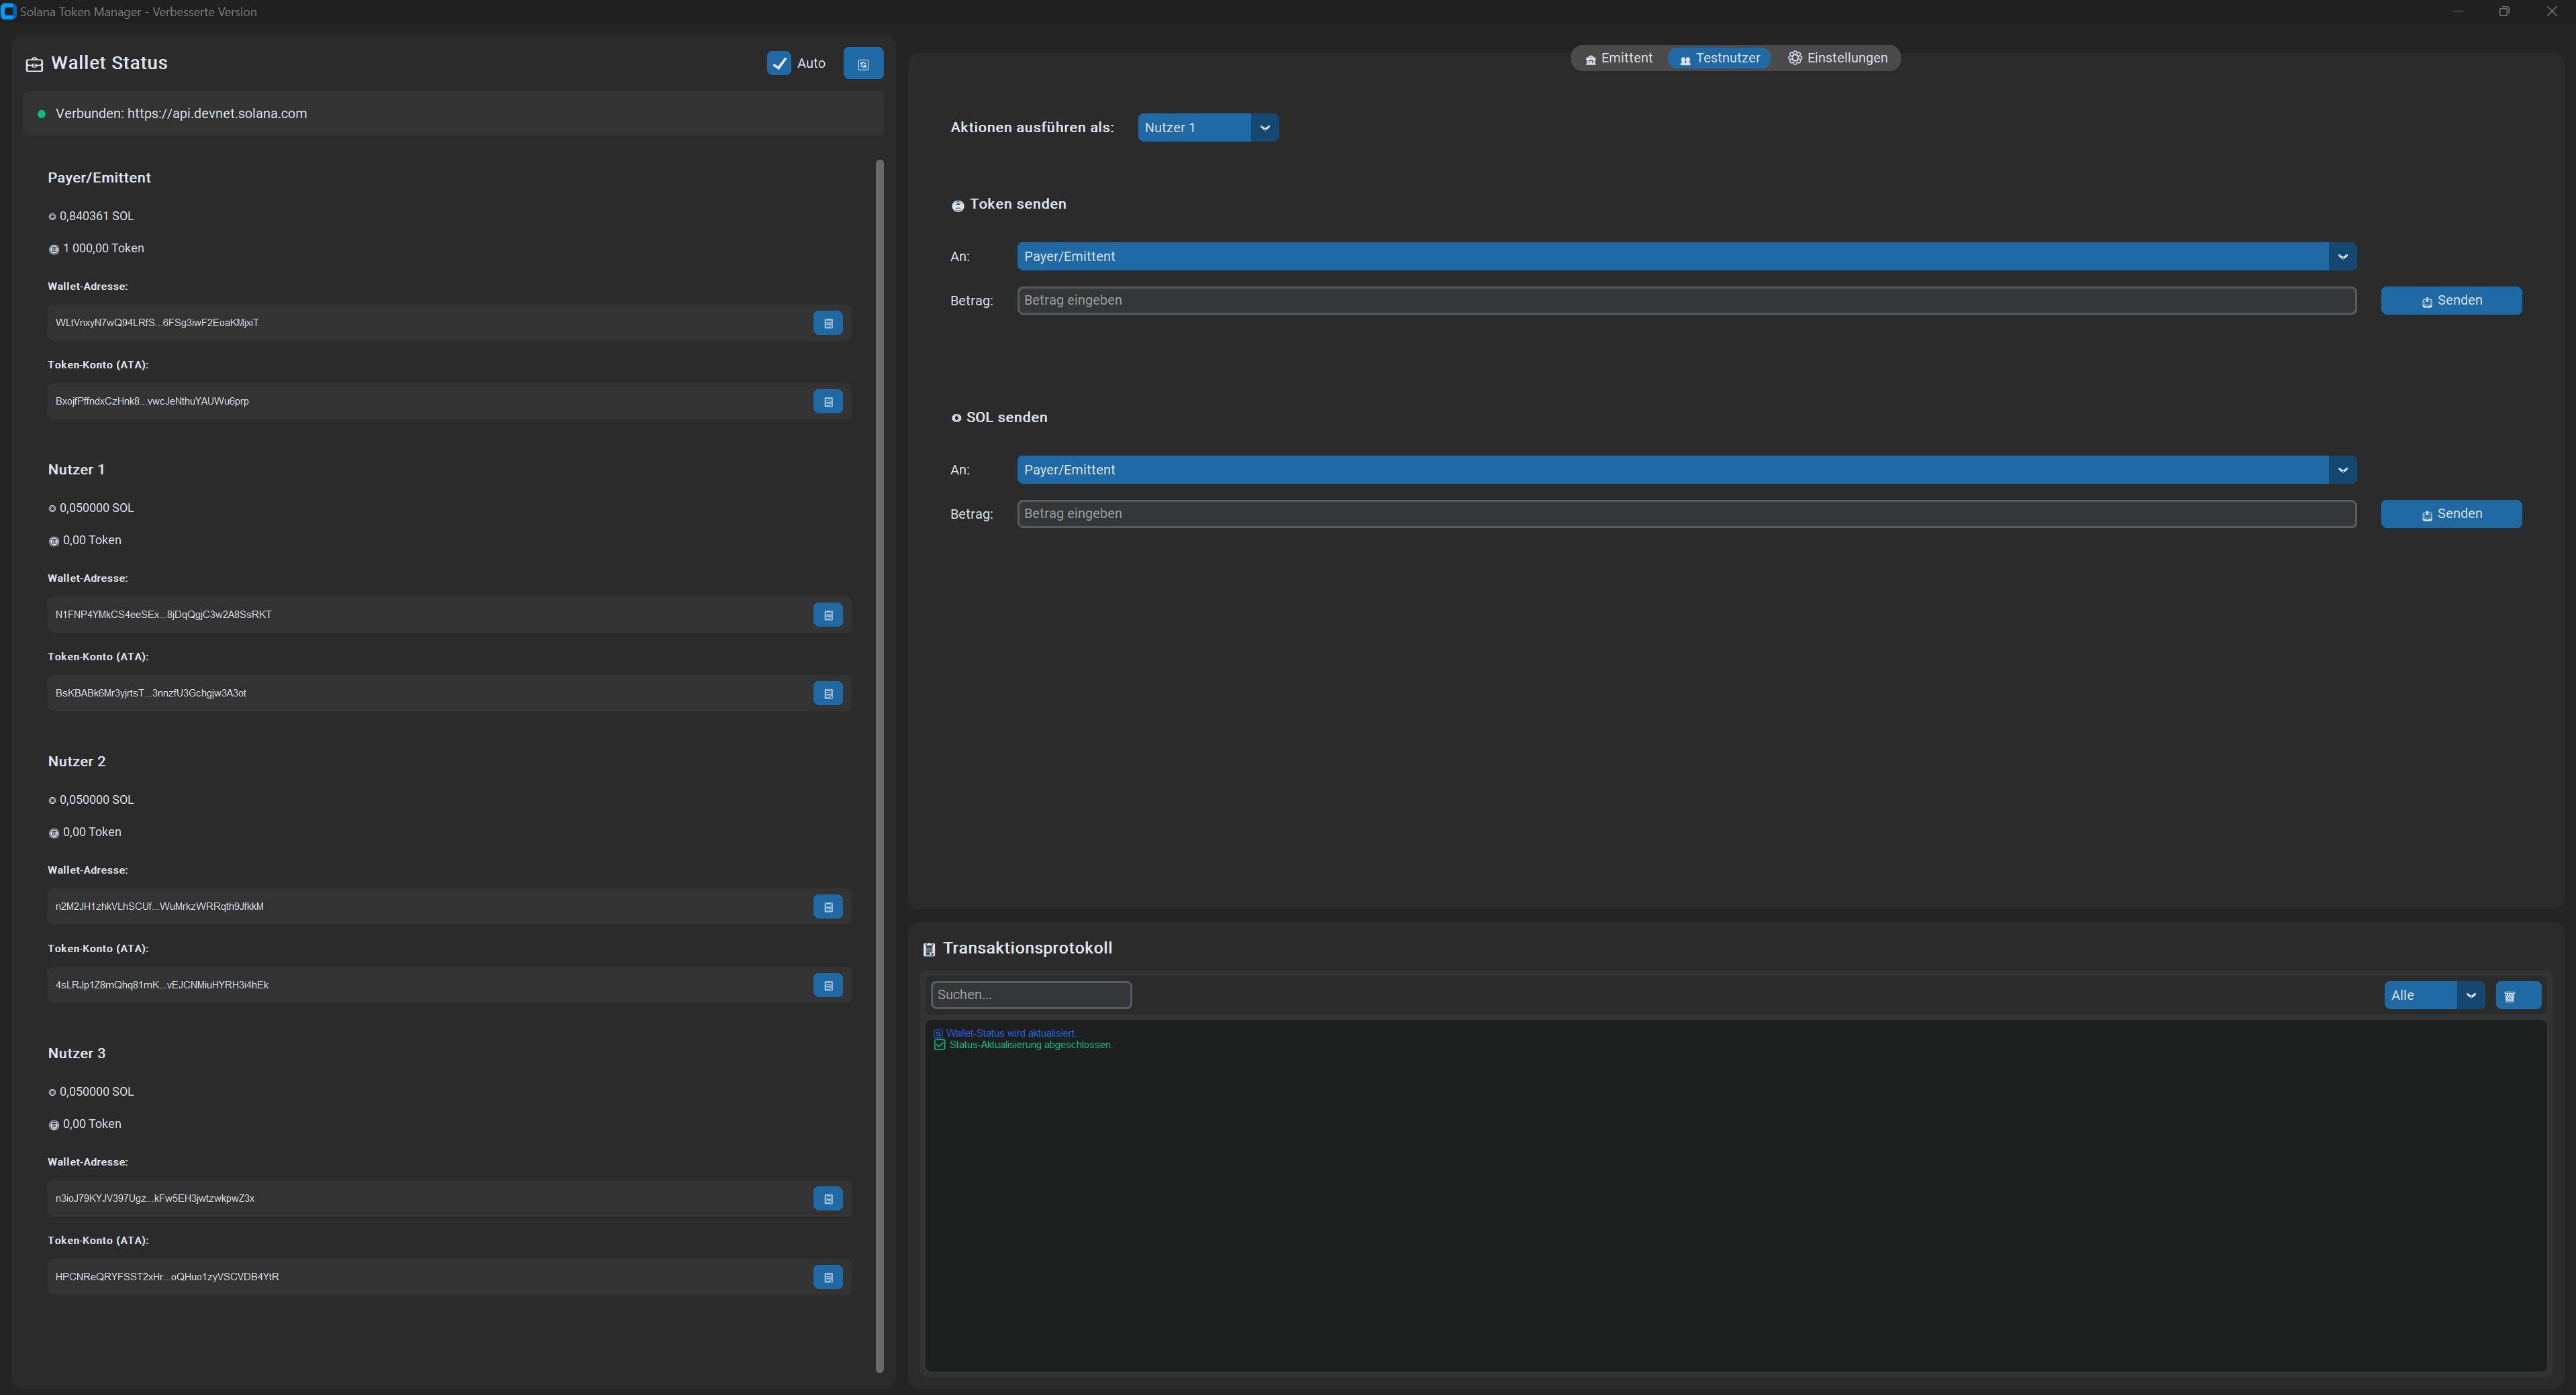 Solana Token Manager - Verbesserte Version
Wallet Status
Auto
Verbunden: https://api.devnet.solana.com
Payer/Emittent
0,840361 SOL
1 000,00 Token
Wallet-Adresse:
WLtVnxyN7wQ94LRfS...6FSg3iwF2EoaKMjxiT
Token-Konto (ATA):
BxojfPffndxCzHnk8...vwcJeNthuYAUWu6prp
Nutzer 1
0,050000 SOL
0,00 Token
Wallet-Adresse:
N1FNP4YMkCS4eeSEx...8jDqQgjC3w2A8SsRKT
Token-Konto (ATA):
BsKBABk6Mr3yjrtsT...3nnzfU3Gchgjw3A3ot
Nutzer 2
0,050000 SOL
0,00 Token
Wallet-Adresse:
n2M2JH1zhkVLhSCUf...WuMrkzWRRqth9JfkkM
Token-Konto (ATA):
4sLRJp1Z8mQhq81mK...vEJCNMiuHYRH3i4hEk
Nutzer 3
0,050000 SOL
0,00 Token
Wallet-Adresse:
n3ioJ79KYJV397Ugz...kFw5EH3jwtzwkpwZ3x
Token-Konto (ATA):
HPCNReQRYFSST2xHr...oQHuo1zyVSCVDB4YtR
Emittent Testnutzer Einstellungen
Aktionen ausführen als: Nutzer 1
Token senden
An: Payer/Emittent
Betrag: Betrag eingeben Senden
SOL senden
An: Payer/Emittent
Betrag: Betrag eingeben Senden
Transaktionsprotokoll
Suchen... Alle
Wallet-Status wird aktualisiert...
Status-Aktualisierung abgeschlossen.